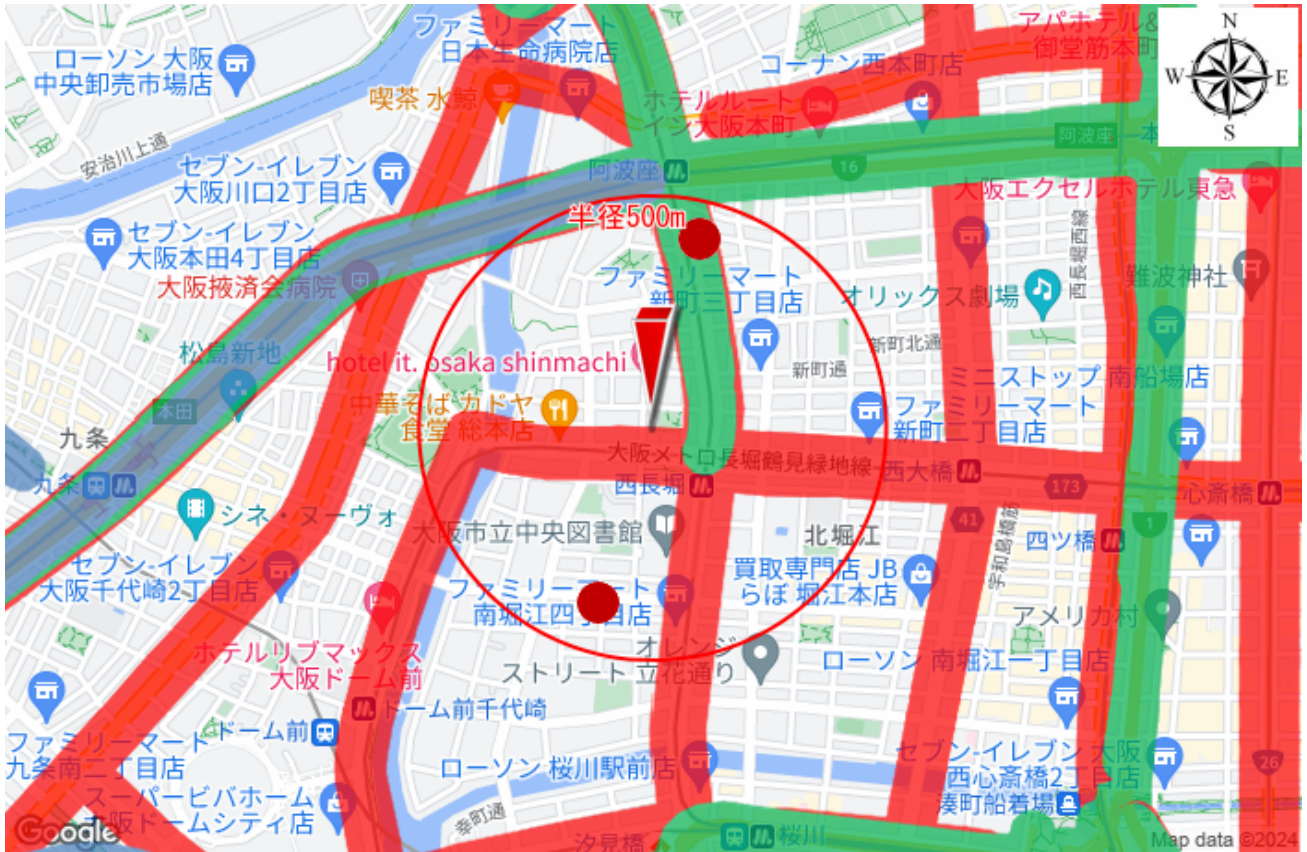 ファミリーマート
日本生命病院店
アパホテル&
御堂筋本町
N
W
E
S
ローソン 大阪
中央卸売市場店
コーナン西本町店
喫茶 水鯨
ホテルルート
イン大阪本町
阿波座
安治川上通
セブン-イレブン
大阪川口2丁目店
阿波座
16
大阪エクセルホテル東急
半径500m
セブン-イレブン
大阪本田4丁目店
大阪掖済会病院
ファミリーマート
新町三丁目店
オリックス劇場
西長堀西線
難波神社
松島新地
hotel it. osaka shinmachi
新町北通
新町通
ミニストップ 南船場店
本田
中華そば カドヤ
食堂 総本店
ファミリーマート
新町二丁目店
九条
大阪メトロ長堀鶴見緑地線
西大橋
九条
西長堀
173
心斎橋
シネ・ヌーヴォ
大阪市立中央図書館
北堀江
41
宇和島橋筋
四ツ橋
1
セブン-イレブン
大阪千代崎2丁目店
ファミリーマート
南堀江四丁目店
買取専門店 JB
らぼ 堀江本店
アメリカ村
ホテルリブマックス
大阪ドーム前
オレンジ
ストリート 立花通り
ローソン 南堀江一丁目店
ドーム前千代崎
ドーム前
ファミリーマート
九条南二丁目店
ローソン 桜川駅前店
セブン-イレブン 大阪
西心斎橋2丁目店
26
スーパービバホーム
大阪ドームシティ店
湊町船着場
幸町通
Google
汐見橋
桜川
Map data ©2024